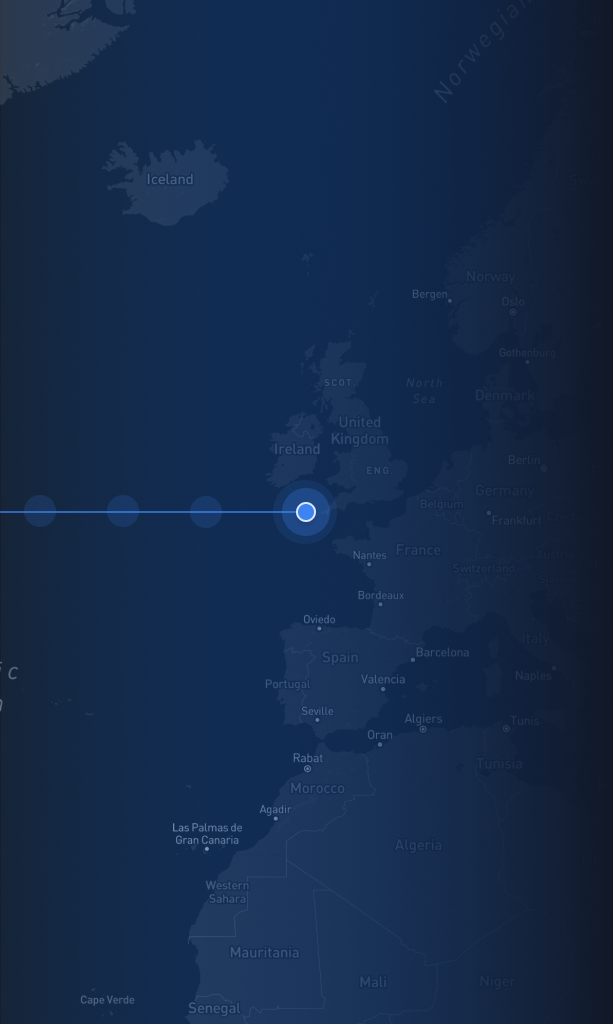 Norwegian
Iceland
Norway
Bergen
Oslo
Gothenburg
SCOT
North
Sea
Denmark
United
Kingdom
Ireland
ENG
Berlin
Germany
Belgium
Frankfurt
France
Nantes
Switzerland
Bordeaux
Oviedo
Italy
Barcelona
Spain
ic
Naples
Portugal
Valencia
Seville
Algiers
Tunis
Oran
Rabat
Tunisia
Morocco
Agadir
Las Palmas de
Gran Canaria
Algeria
Western
Sahara
Mauritania
Mali
Niger
Cape Verde
Senegal